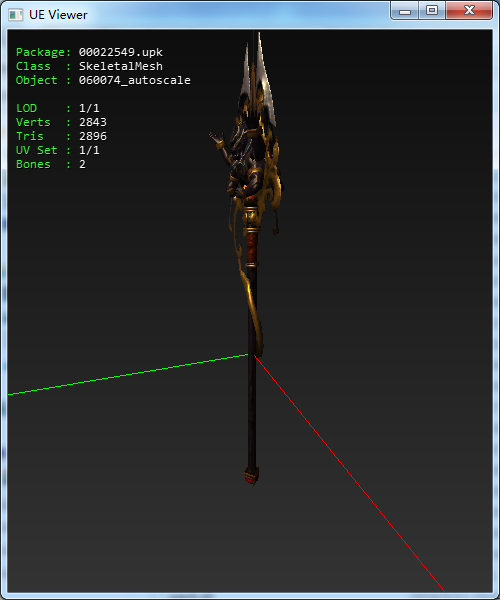 UE Viewer
Package: 00022549.upk
Class : SkeletalMesh
Object : 060074_autoscale
LOD : 1/1
Verts : 2843
Tris : 2896
UV Set : 1/1
Bones : 2